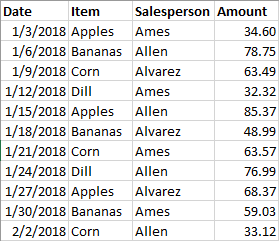 Date Item Salesperson Amount
1/3/2018 Apples Ames 34.60
1/6/2018 Bananas Allen 78.75
1/9/2018 Corn Alvarez 63.49
1/12/2018 Dill Ames 32.32
1/15/2018 Apples Allen 85.37
1/18/2018 Bananas Alvarez 48.99
1/21/2018 Corn Ames 63.57
1/24/2018 Dill Allen 76.99
1/27/2018 Apples Alvarez 68.37
1/30/2018 Bananas Ames 59.03
2/2/2018 Corn Allen 33.12